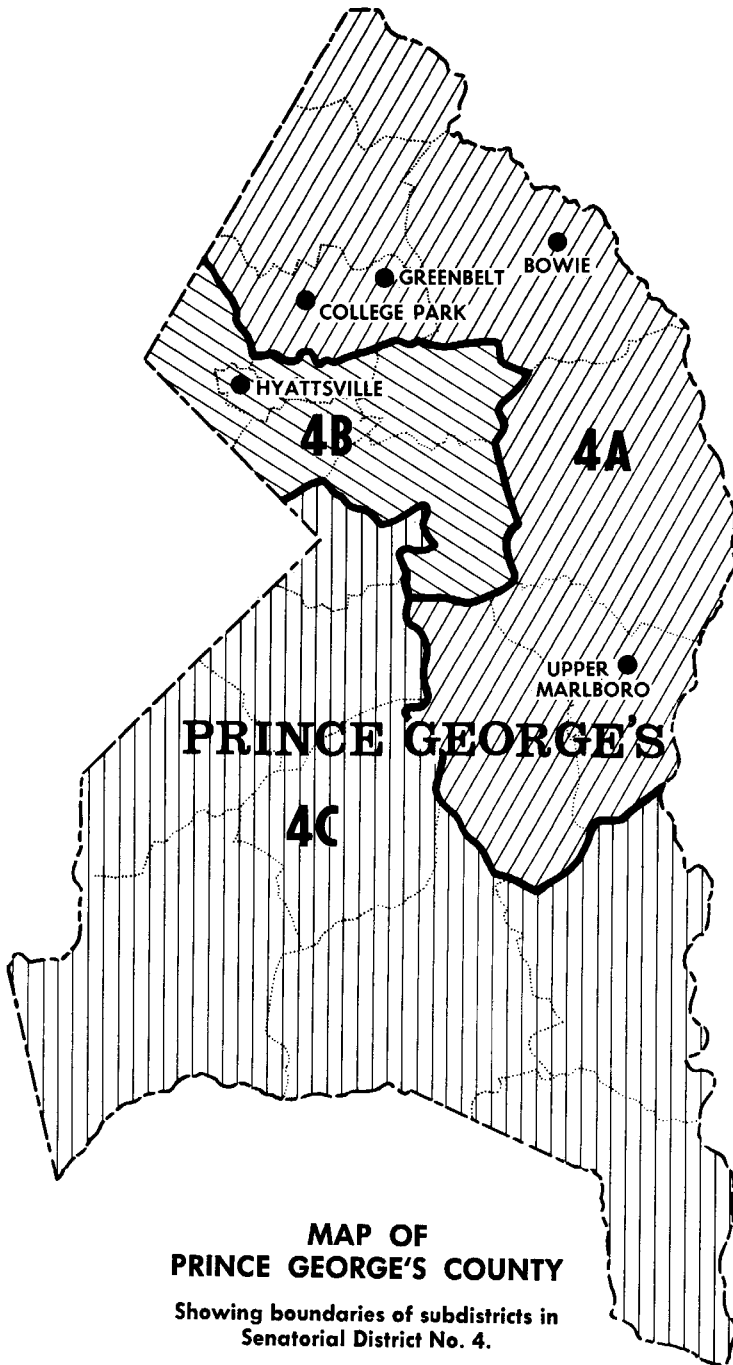 BOWIE
GREENBELT
COLLEGE PARK
HYATTSVILLE
4B
4A
UPPER
MARLBORO
PRINCE GEORGE'S
4C
MAP OF
PRINCE GEORGE'S COUNTY
Showing boundaries of subdistricts in
Senatorial District No. 4.